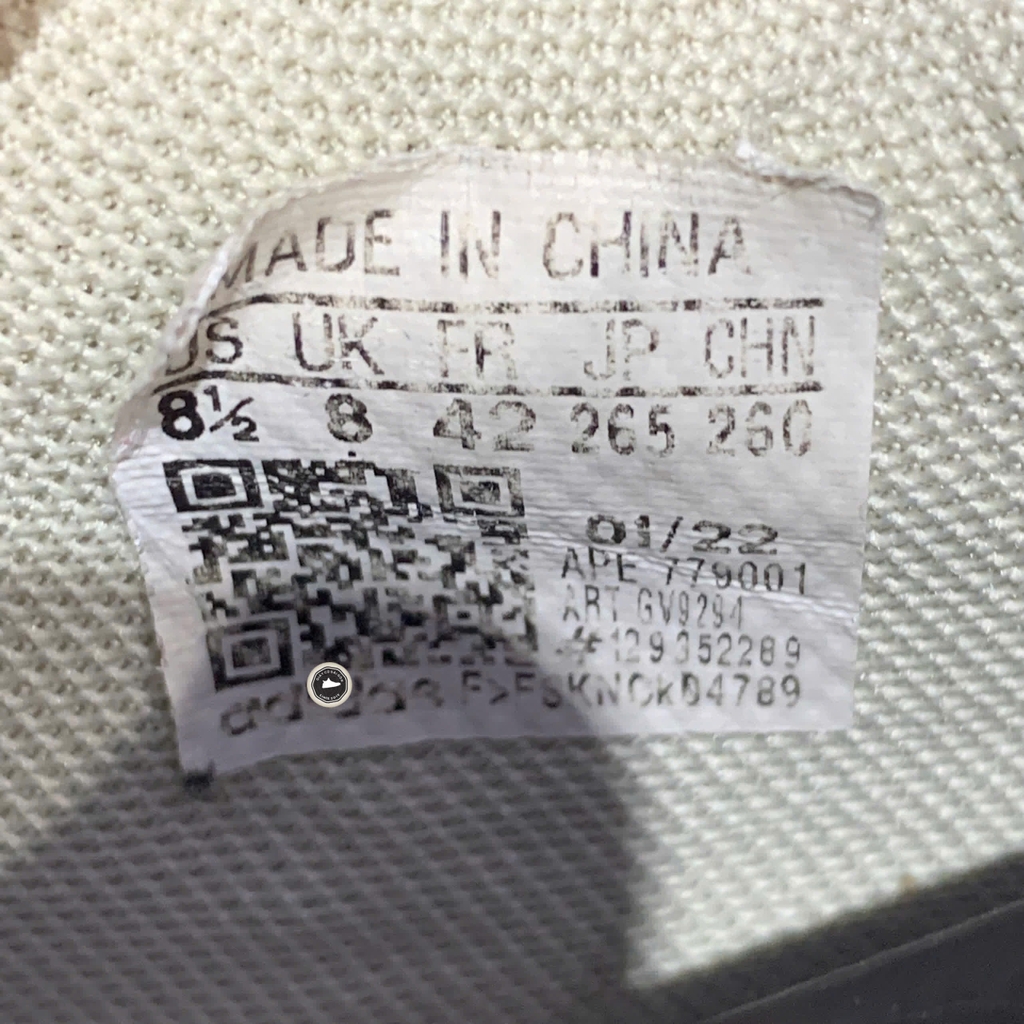 MADE IN CHINA
US UK FR JP CHN
8½ 8 42 265 260
01/22
APE 779001
ART GV9294
#129352289
adidas